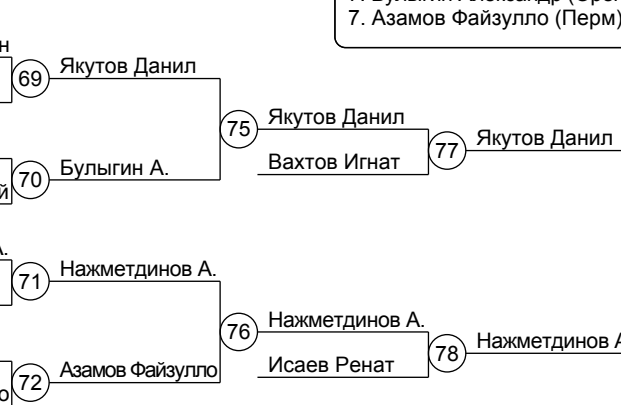 7. Азамов Файзулло (Перм)
н
69
Якутов Данил
75
Якутов Данил
77
Якутов Данил
70
й
Булыгин А.
Вахтов Игнат
71
Нажметдинов А.
76
Нажметдинов А.
78
Нажметдинов А
72
Азамов Файзулло
Исаев Ренат